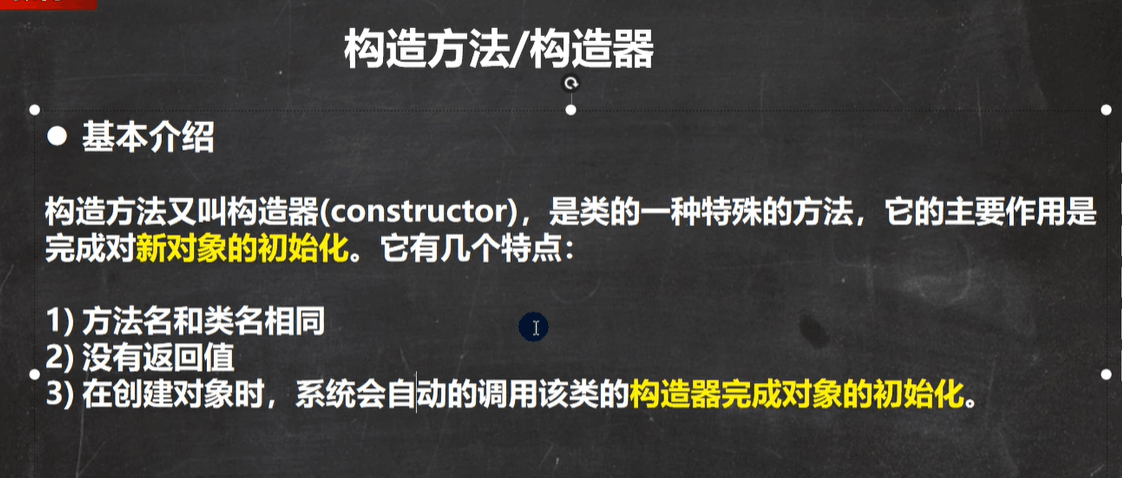 构造方法/构造器
● 基本介绍
构造方法又叫构造器(constructor)，是类的一种特殊的方法，它的主要作用是
完成对新对象的初始化。它有几个特点：
1) 方法名和类名相同
2) 没有返回值
3) 在创建对象时，系统会自动的调用该类的构造器完成对象的初始化。